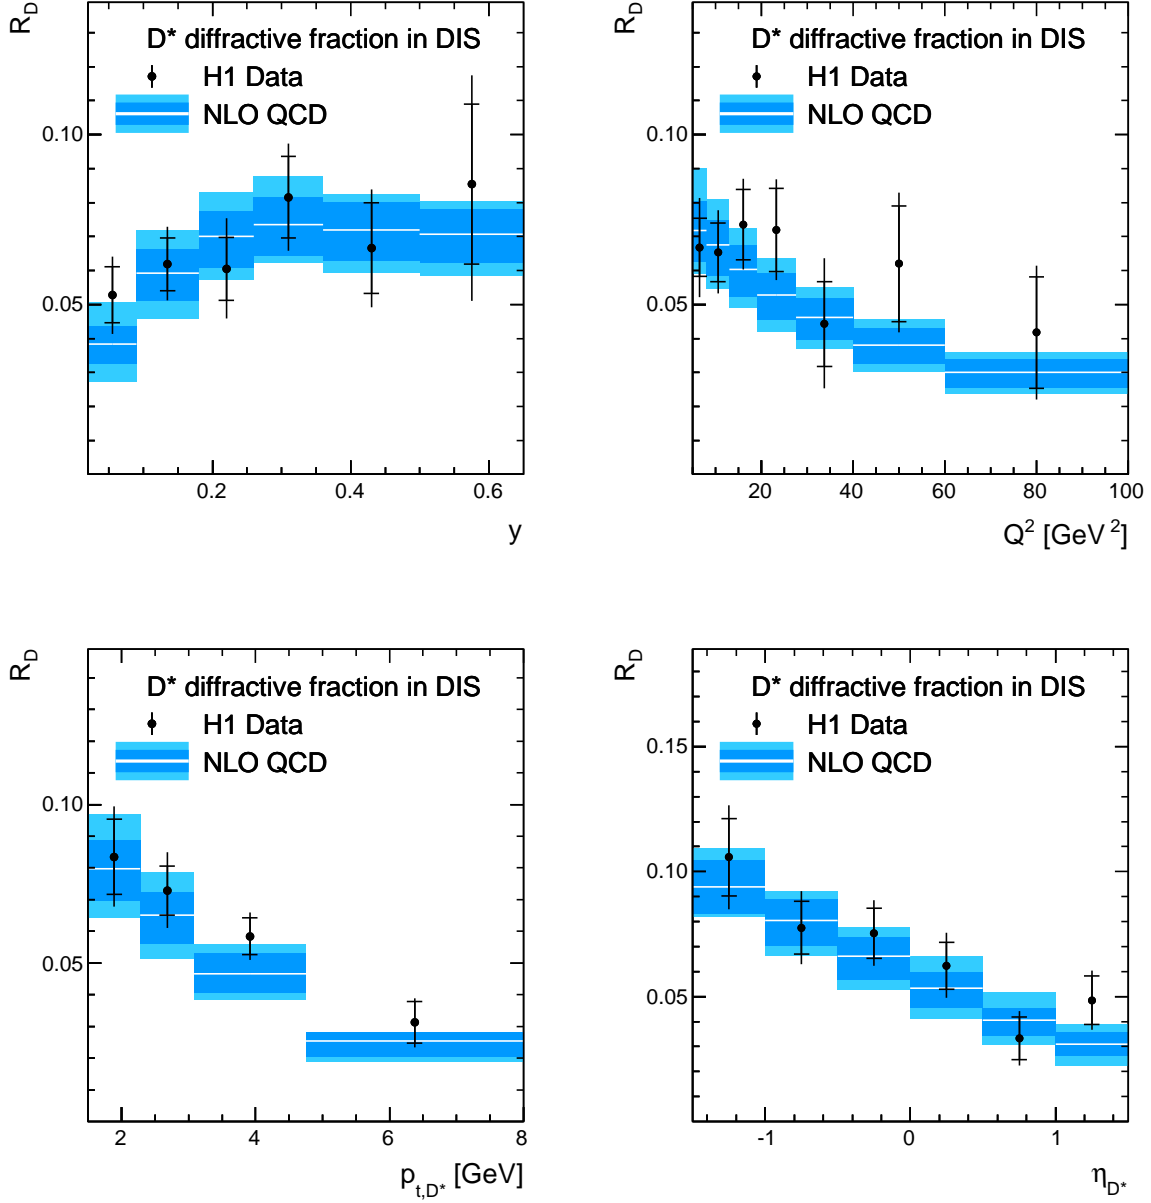 R_D
D* diffractive fraction in DIS
H1 Data
NLO QCD
0.10
0.05
0.2 0.4 0.6
y
R_D
D* diffractive fraction in DIS
H1 Data
NLO QCD
0.10
0.05
20 40 60 80 100
Q² [GeV²]
R_D
D* diffractive fraction in DIS
H1 Data
NLO QCD
0.10
0.05
2 4 6 8
p_t,D* [GeV]
R_D
D* diffractive fraction in DIS
H1 Data
NLO QCD
0.15
0.10
0.05
-1 0 1
η_D*